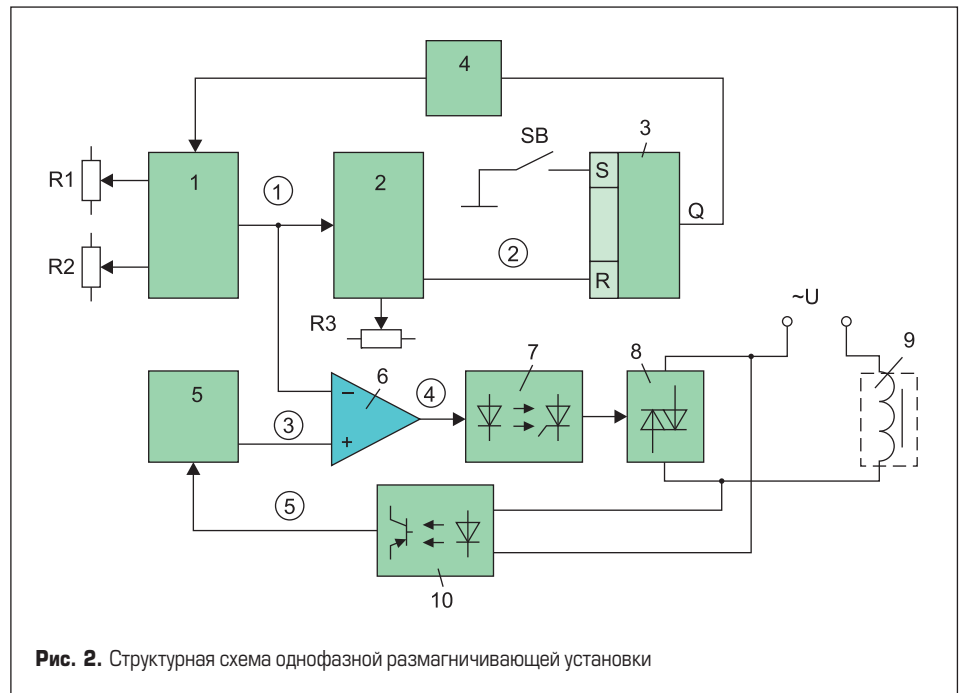 4
SB
3
R1
1
①
2
S
Q
R2
②
R
R3
~U
5
6
7
8
9
③
−
+
④
⑤
10
Рис. 2. Структурная схема однофазной размагничивающей установки